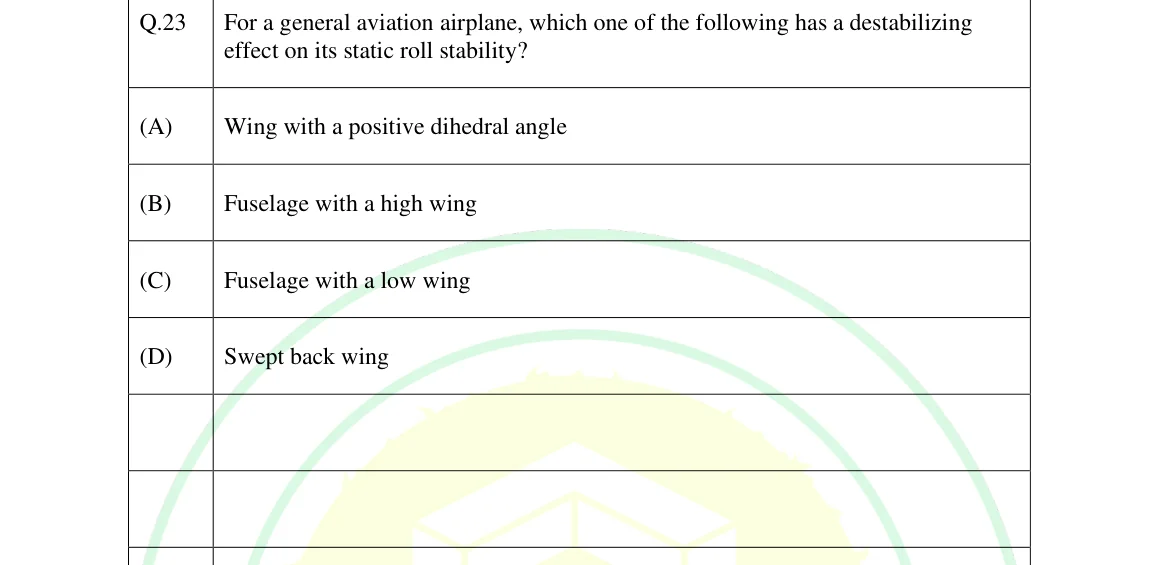 Q.23 For a general aviation airplane, which one of the following has a destabilizing
effect on its static roll stability?
(A) Wing with a positive dihedral angle
(B) Fuselage with a high wing
(C) Fuselage with a low wing
(D) Swept back wing